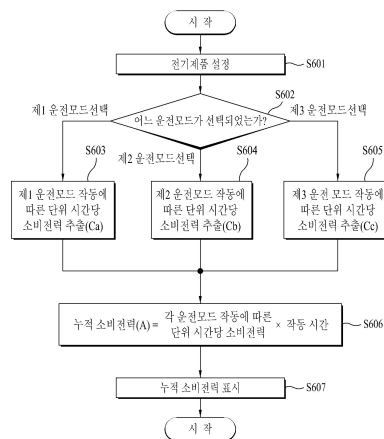 시 작
전기제품 설정
S601
S602
제1 운전모드선택
어느 운전모드가 선택되었는가?
제3 운전모드선택
S603
제2 운전모드선택
S604
S605
제1 운전모드 작동에
따른 단위 시간당
소비전력 추출(Ca)
제2 운전모드 작동에
따른 단위 시간당
소비전력 추출(Cb)
제3 운전모드 작동에
따른 단위 시간당
소비전력 추출(Cc)
누적 소비전력(A) = 각 운전모드 작동에 따른 단위 시간당 소비전력 × 작동 시간
S606
누적 소비전력 표시
S607
시 작